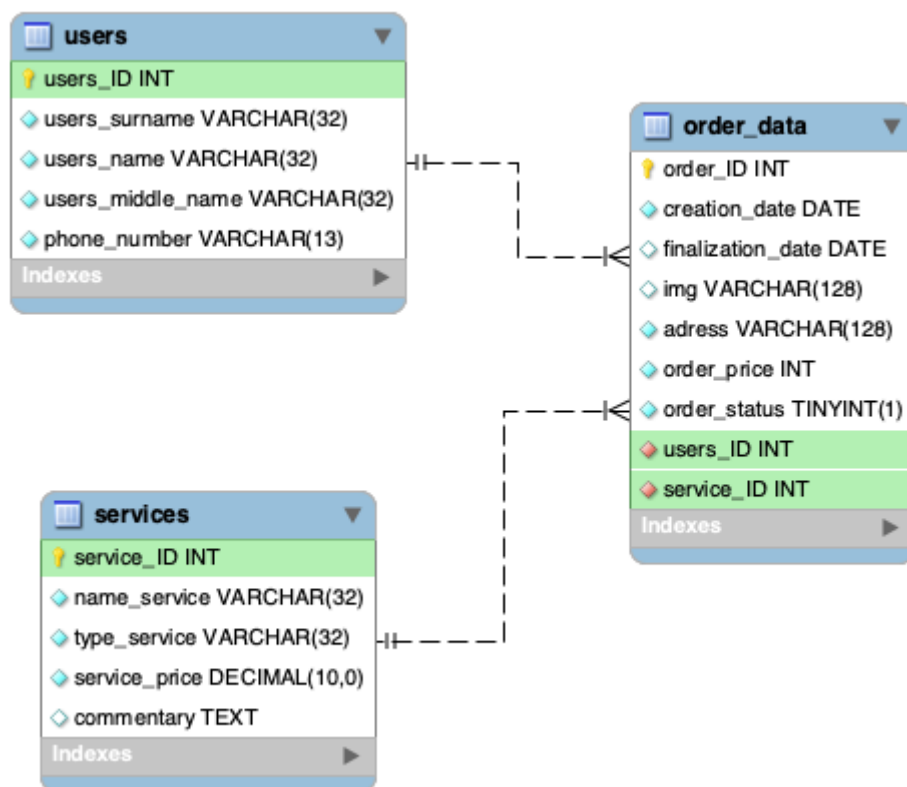 users
users_ID INT
users_surname VARCHAR(32)
users_name VARCHAR(32)
users_middle_name VARCHAR(32)
phone_number VARCHAR(13)
Indexes
order_data
order_ID INT
creation_date DATE
finalization_date DATE
img VARCHAR(128)
adress VARCHAR(128)
order_price INT
order_status TINYINT(1)
users_ID INT
service_ID INT
Indexes
services
service_ID INT
name_service VARCHAR(32)
type_service VARCHAR(32)
service_price DECIMAL(10,0)
commentary TEXT
Indexes